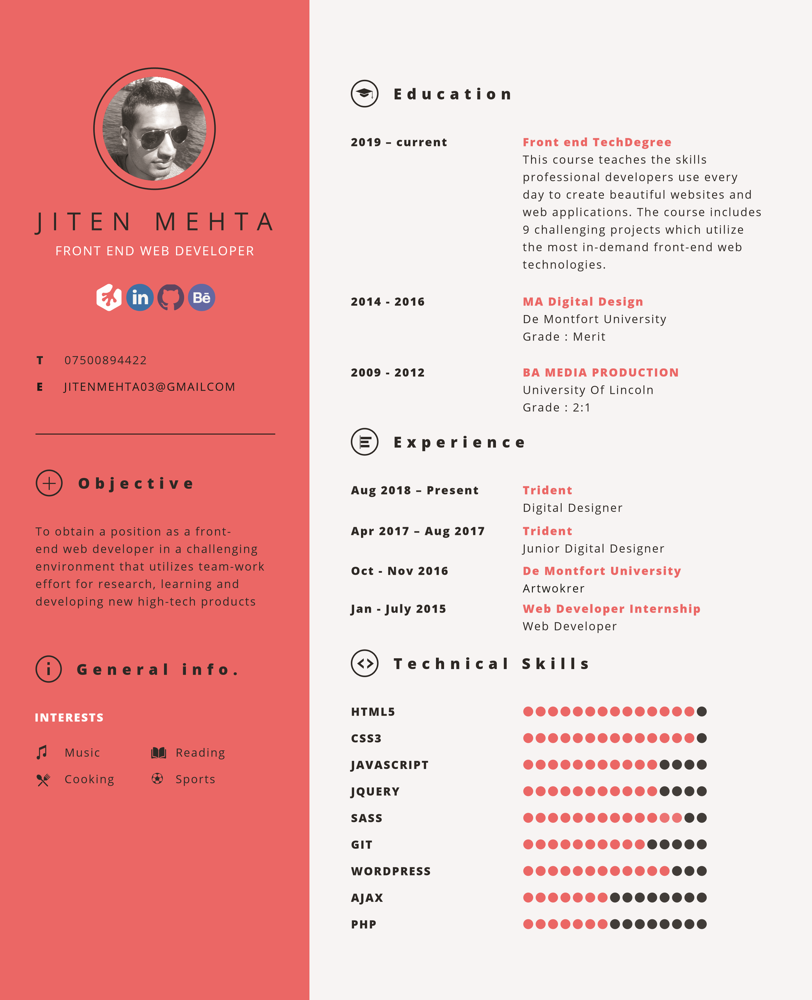 JITEN MEHTA
FRONT END WEB DEVELOPER
in
Bē
T 07500894422
E JITENMEHTA03@GMAILCOM
Objective
To obtain a position as a front-
end web developer in a challenging
environment that utilizes team-work
effort for research, learning and
developing new high-tech products
i General info.
INTERESTS
Music Reading
Cooking Sports
Education
2019 – current Front end TechDegree
This course teaches the skills
professional developers use every
day to create beautiful websites and
web applications. The course includes
9 challenging projects which utilize
the most in-demand front-end web
technologies.
2014 - 2016 MA Digital Design
De Montfort University
Grade : Merit
2009 - 2012 BA MEDIA PRODUCTION
University Of Lincoln
Grade : 2:1
Experience
Aug 2018 – Present Trident
Digital Designer
Apr 2017 – Aug 2017 Trident
Junior Digital Designer
Oct - Nov 2016 De Montfort University
Artwokrer
Jan - July 2015 Web Developer Internship
Web Developer
<> Technical Skills
HTML5
CSS3
JAVASCRIPT
JQUERY
SASS
GIT
WORDPRESS
AJAX
PHP